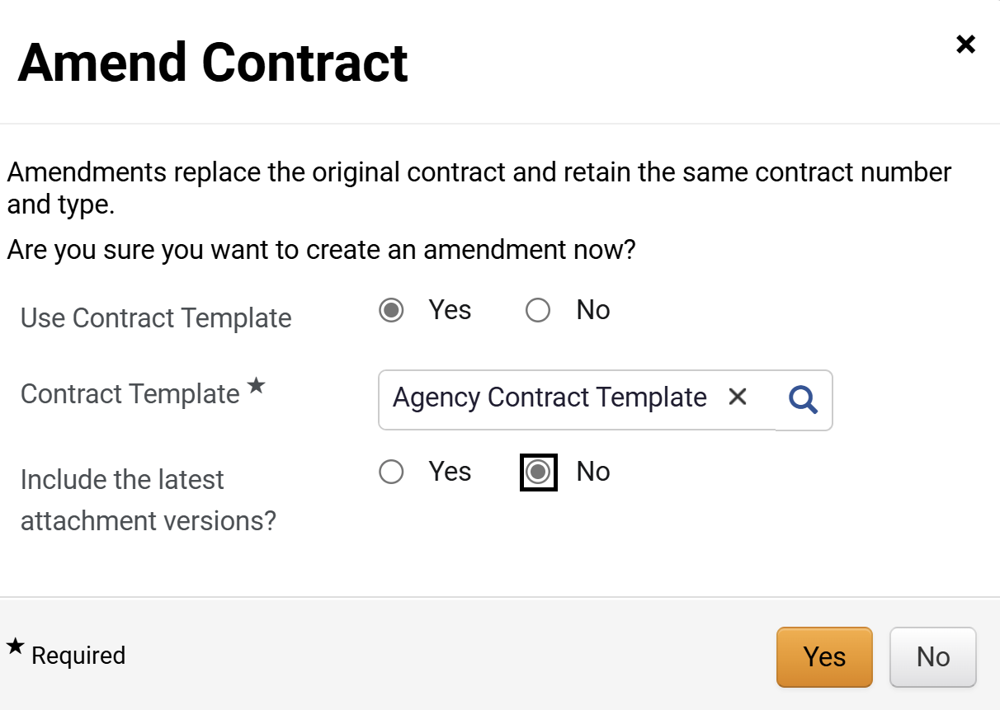 Amend Contract
Amendments replace the original contract and retain the same contract number
and type.
Are you sure you want to create an amendment now?
Use Contract Template
Yes
No
Contract Template ★
Agency Contract Template
Include the latest
attachment versions?
Yes
No
★ Required
Yes
No